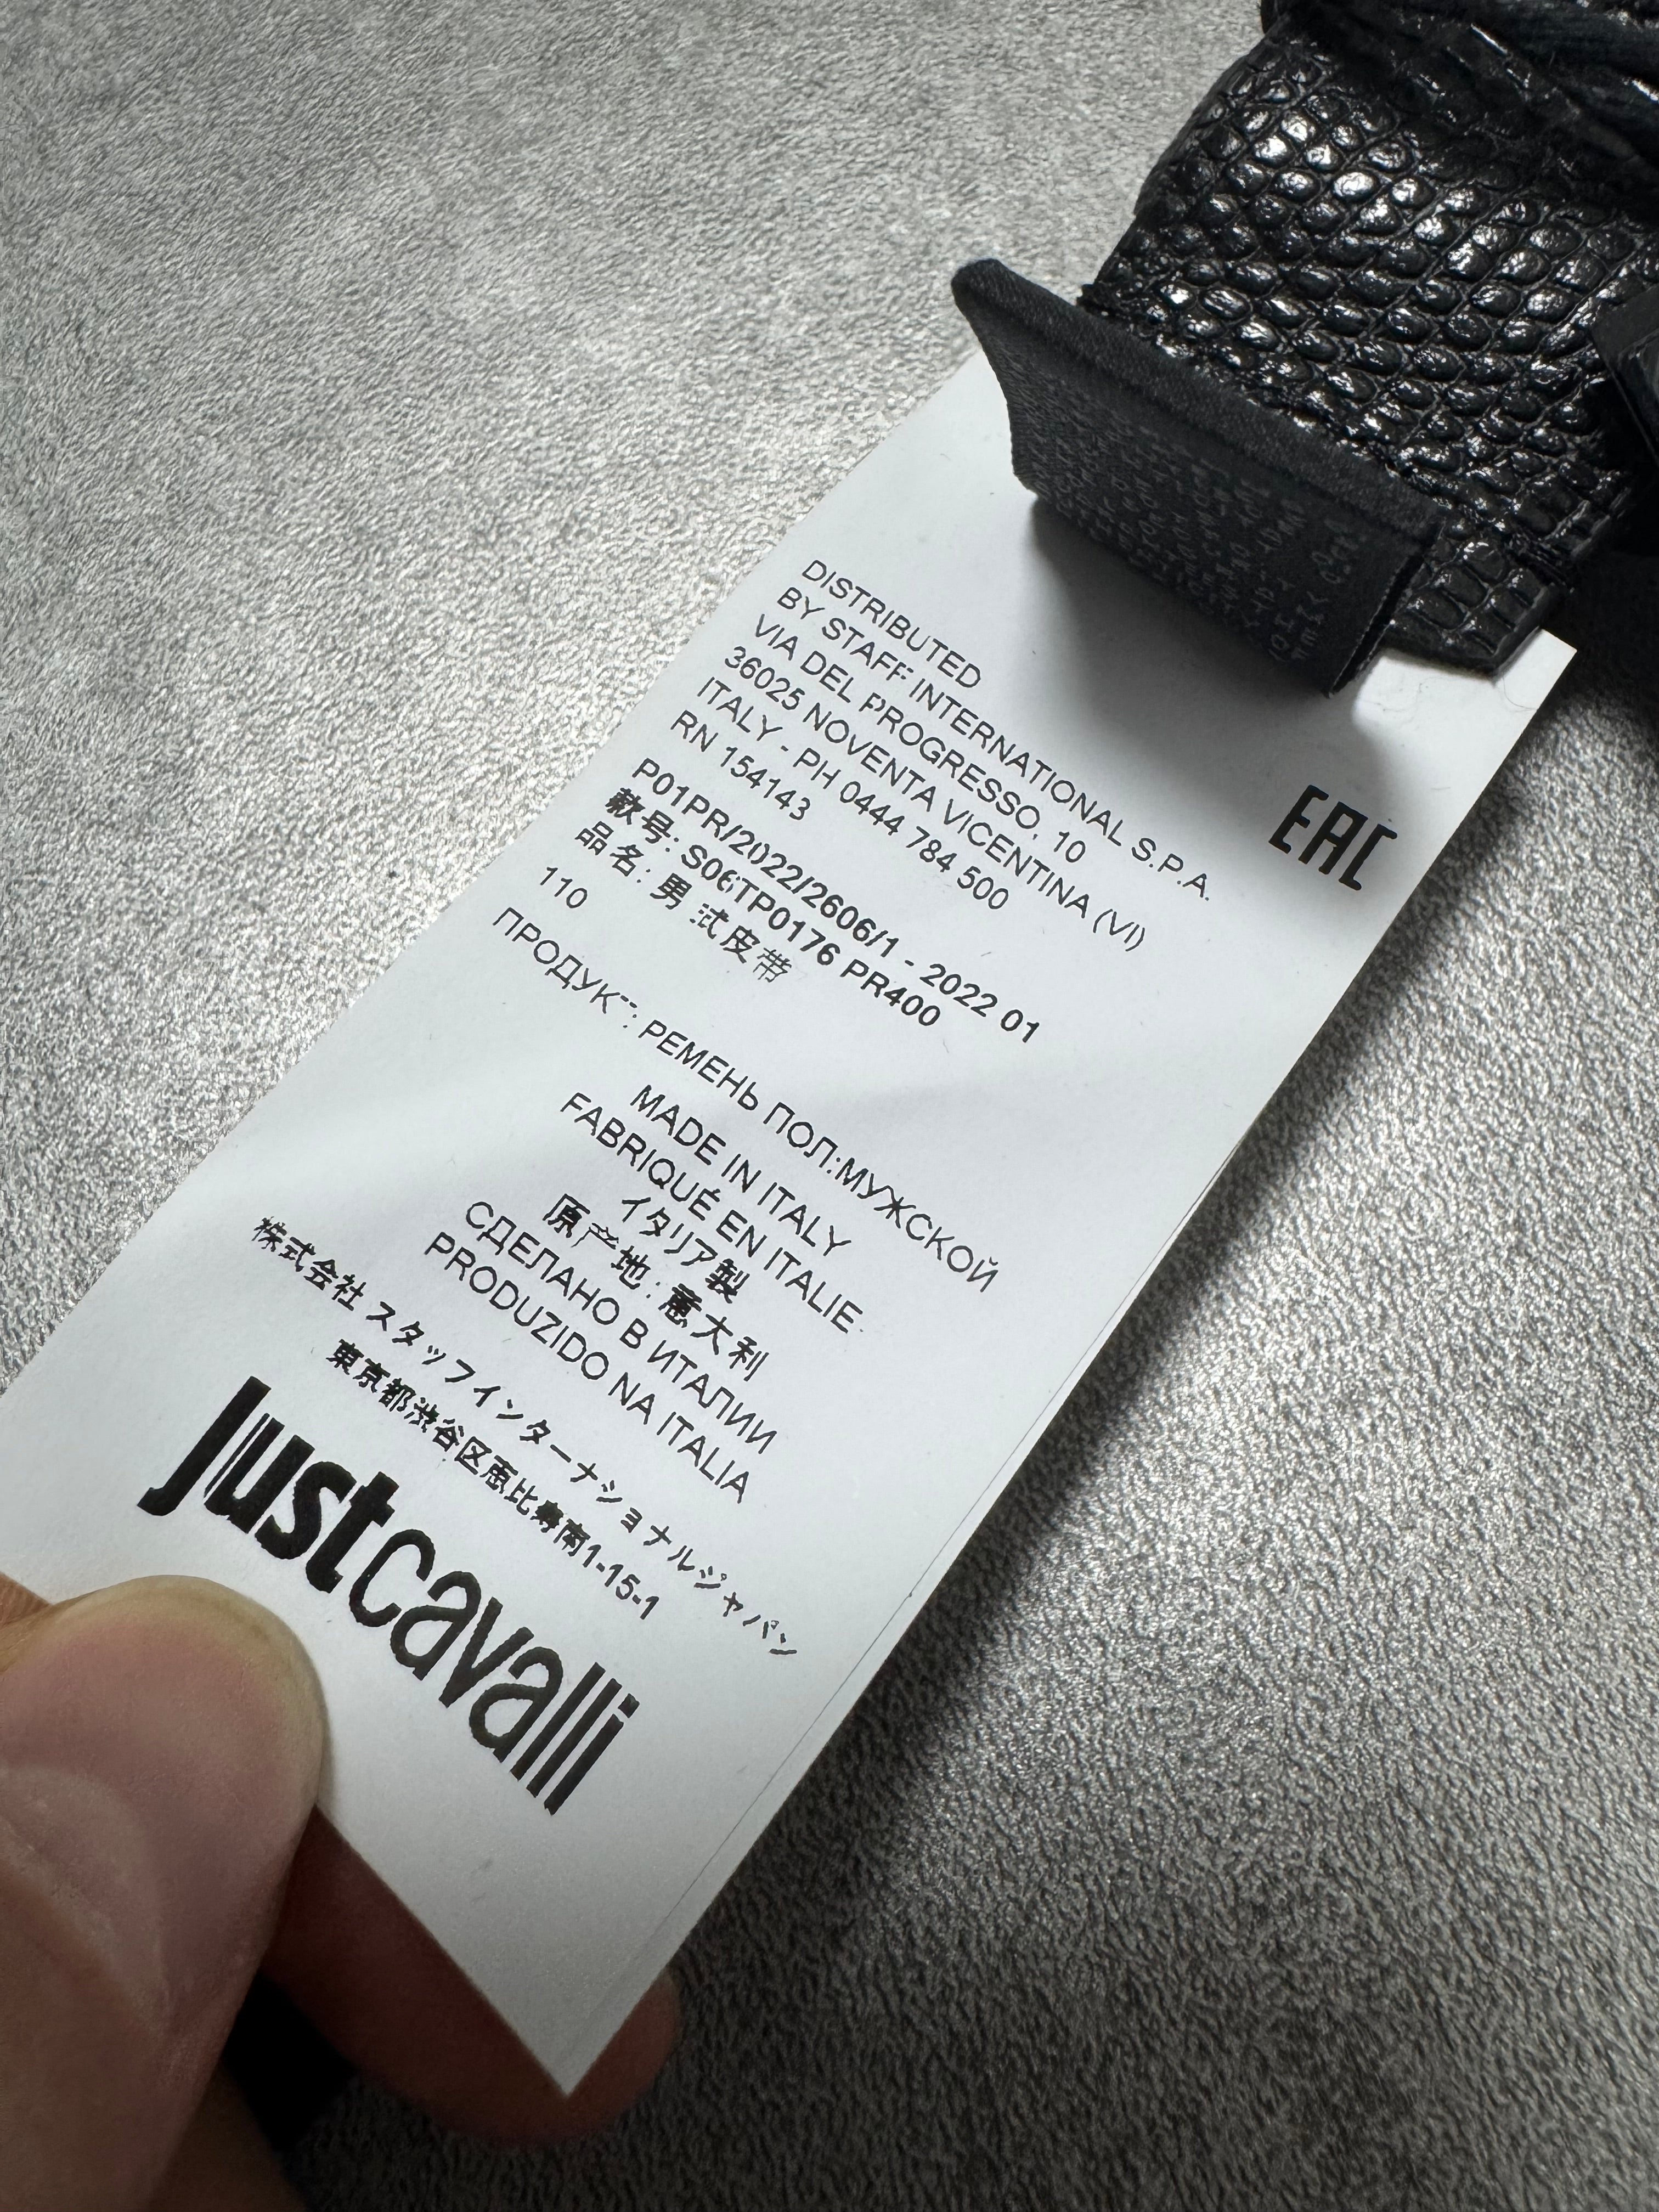 DISTRIBUTED
BY STAFF INTERNATIONAL S.P.A.
VIA DEL PROGRESSO, 10
36025 NOVENTA VICENTINA (VI)
ITALY - PH 0444 784 500
RN 154143
EAC
P01PR/2022/2606/1 - 2022 01
款号: S06TP0176 PR400
品名: 男 式皮带
110
ПРОДУКТ: РЕМЕНЬ ПОЛ:МУЖСКОЙ
MADE IN ITALY
FABRIQUÉ EN ITALIE
イタリア製
原产地: 意大利
СДЕЛАНО В ИТАЛИИ
PRODUZIDO NA ITALIA
株式会社 スタッフインターナショナルジャパン
東京都渋谷区恵比寿南1-15-1
justcavalli